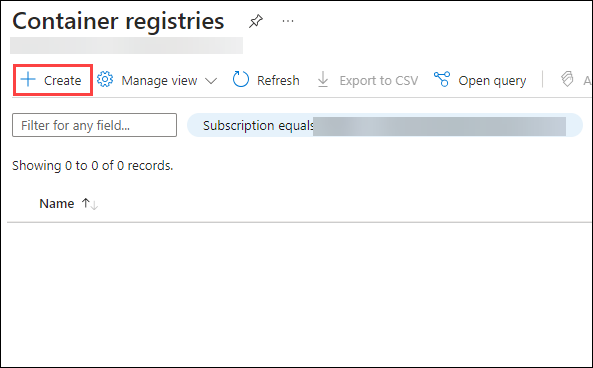 Container registries
Create Manage view Refresh Export to CSV Open query A
Filter for any field... Subscription equals
Showing 0 to 0 of 0 records.
Name ↑↓